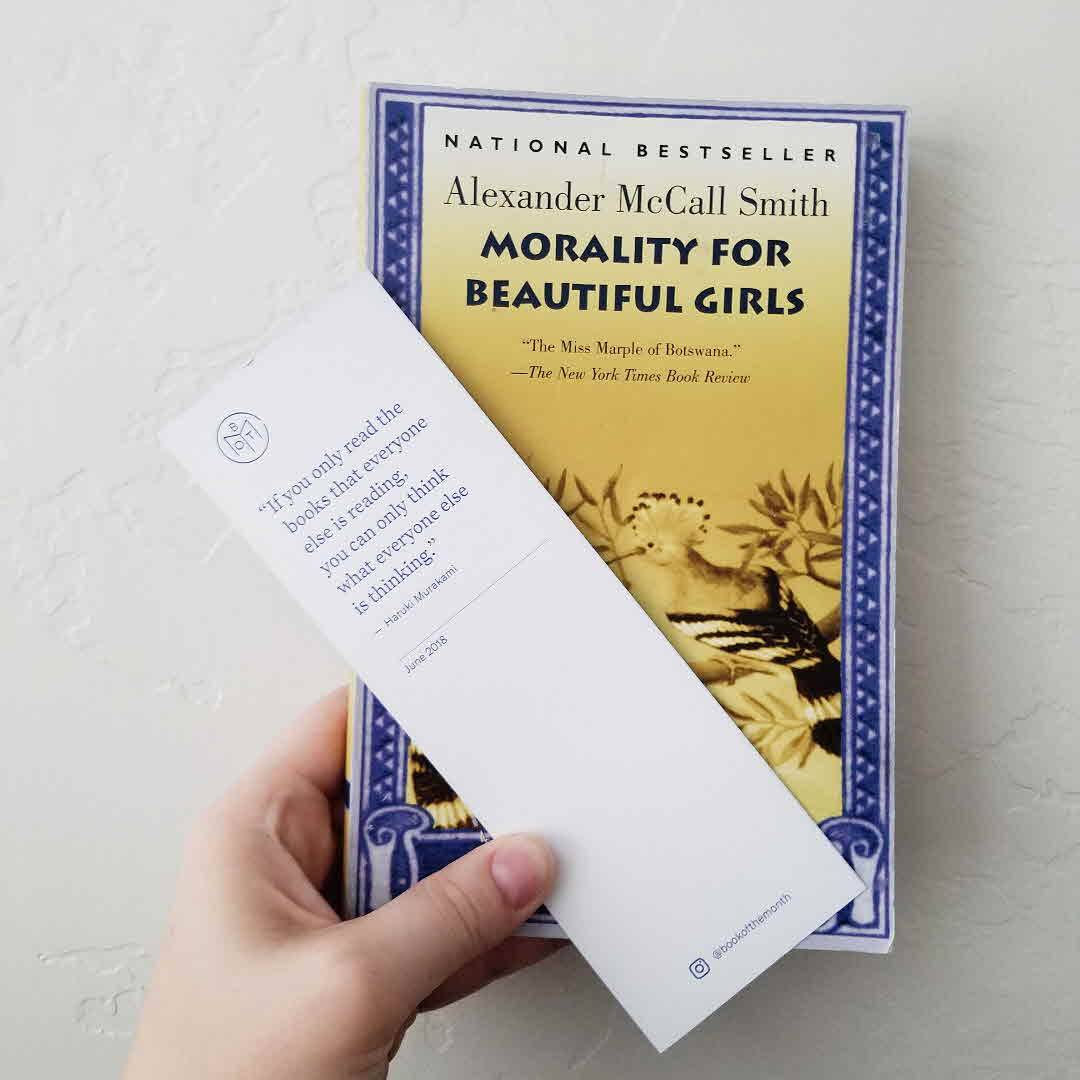 NATIONAL BESTSELLER
Alexander McCall Smith
MORALITY FOR
BEAUTIFUL GIRLS
“The Miss Marple of Botswana.”
—The New York Times Book Review
B
O T
M
“If you only read the
books that everyone
else is reading,
you can only think
what everyone else
is thinking.”
– Haruki Murakami
June 2018
@bookofthemonth